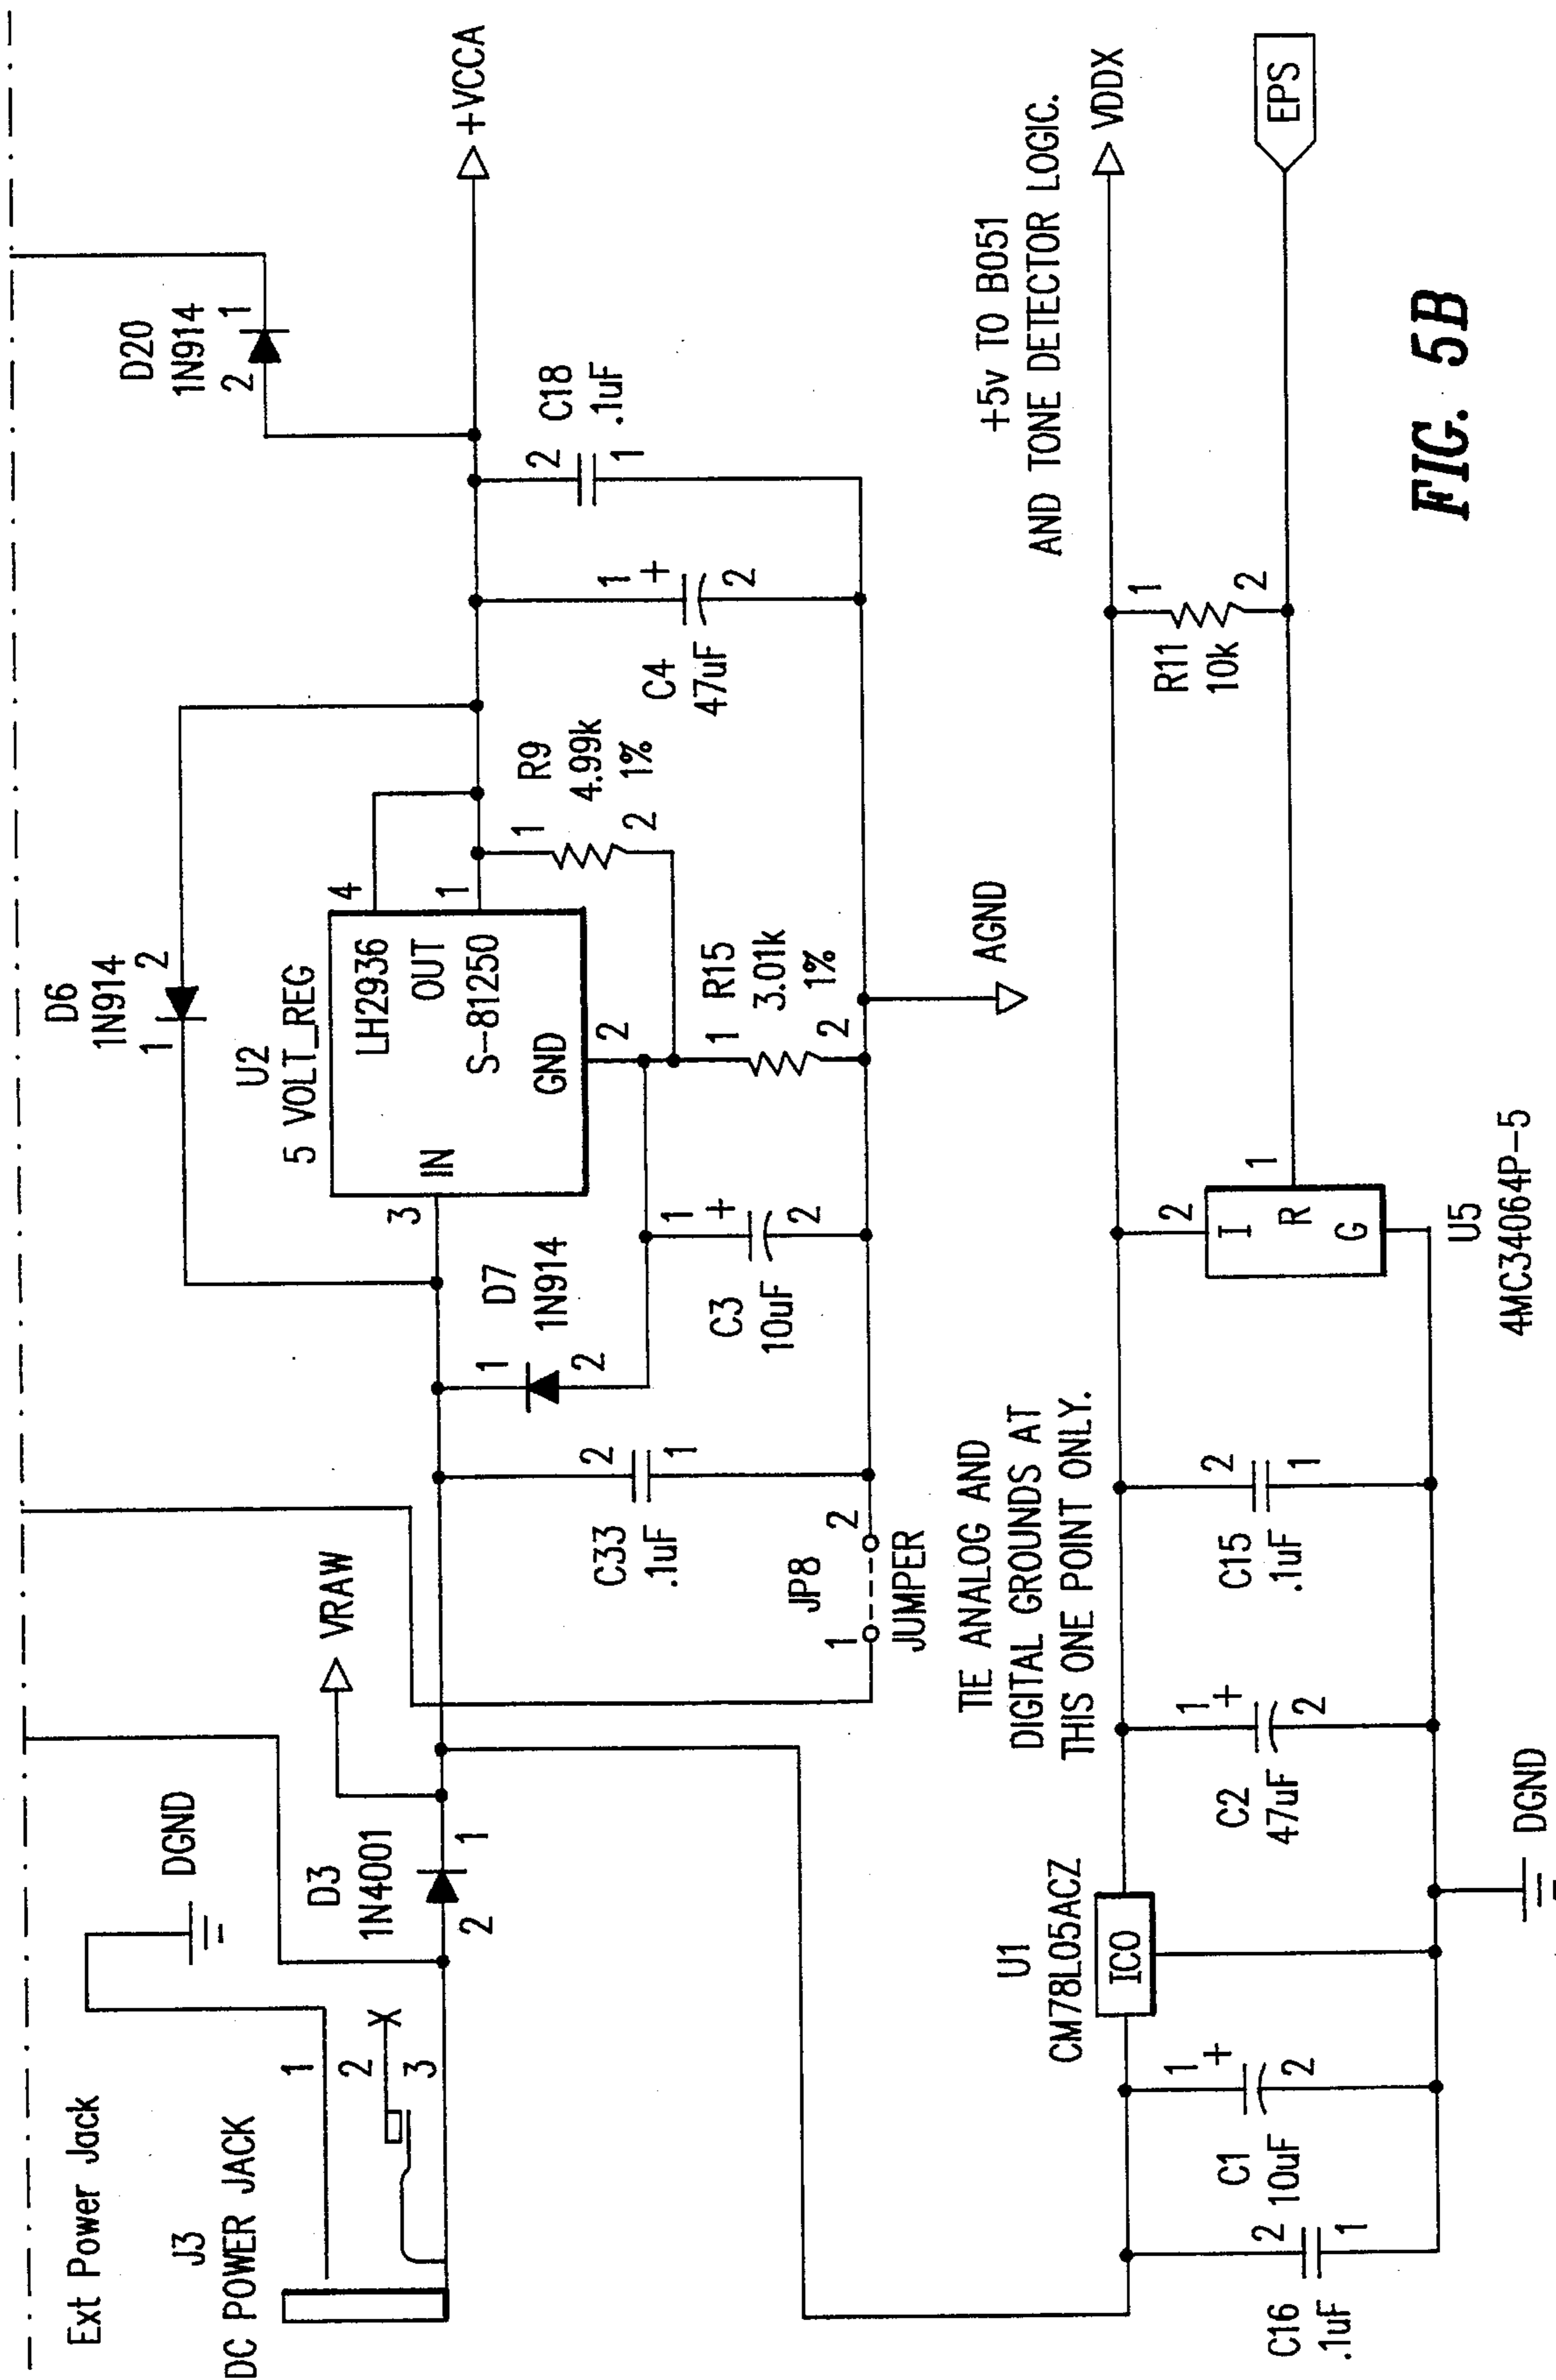 Ext Power Jack
J3
DC POWER JACK
1
2
3
X
DGND
D3
1N4001
2
1
VRAW
D6
1N914
1
2
U2
5 VOLT_REG
3
IN
LH2936
OUT
S-81250
GND
4
1
2
D20
1N914
2
1
+VCCA
D7
1N914
1
2
C33
.1uF
2
1
C3
10uF
1
+
2
R9
4.99k
1%
1
2
R15
3.01k
1%
1
2
C4
47uF
1
+
2
C18
.1uF
2
1
JP8
1
2
JUMPER
AGND
TIE ANALOG AND
DIGITAL GROUNDS AT
THIS ONE POINT ONLY.
+5v TO B051
AND TONE DETECTOR LOGIC.
VDDX
U1
CM78L05ACZ
ICO
C16
.1uF
2
1
C1
10uF
1
+
2
C2
47uF
1
+
2
C15
.1uF
2
1
DGND
2
I
R
G
1
U5
4MC34064P-5
R11
10k
1
2
EPS
FIG. 5B